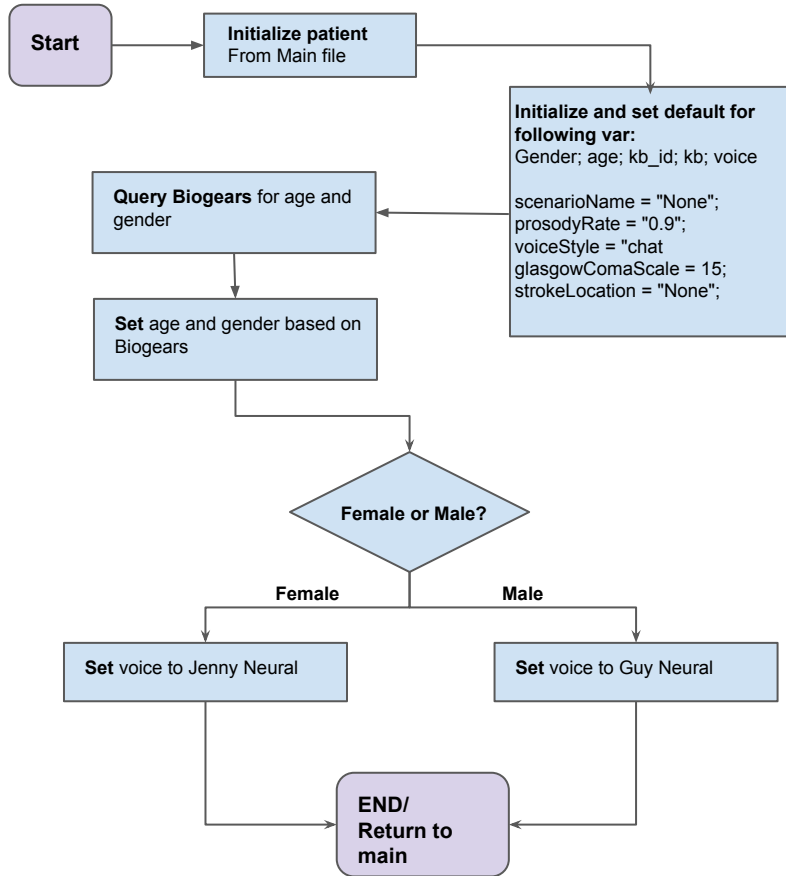 Start
Initialize patient
From Main file
Initialize and set default for
following var:
Gender; age; kb_id; kb; voice
scenarioName = "None";
prosodyRate = "0.9";
voiceStyle = "chat
glasgowComaScale = 15;
strokeLocation = "None";
Query Biogears for age and
gender
Set age and gender based on
Biogears
Female or Male?
Female
Male
Set voice to Jenny Neural
Set voice to Guy Neural
END/
Return to
main